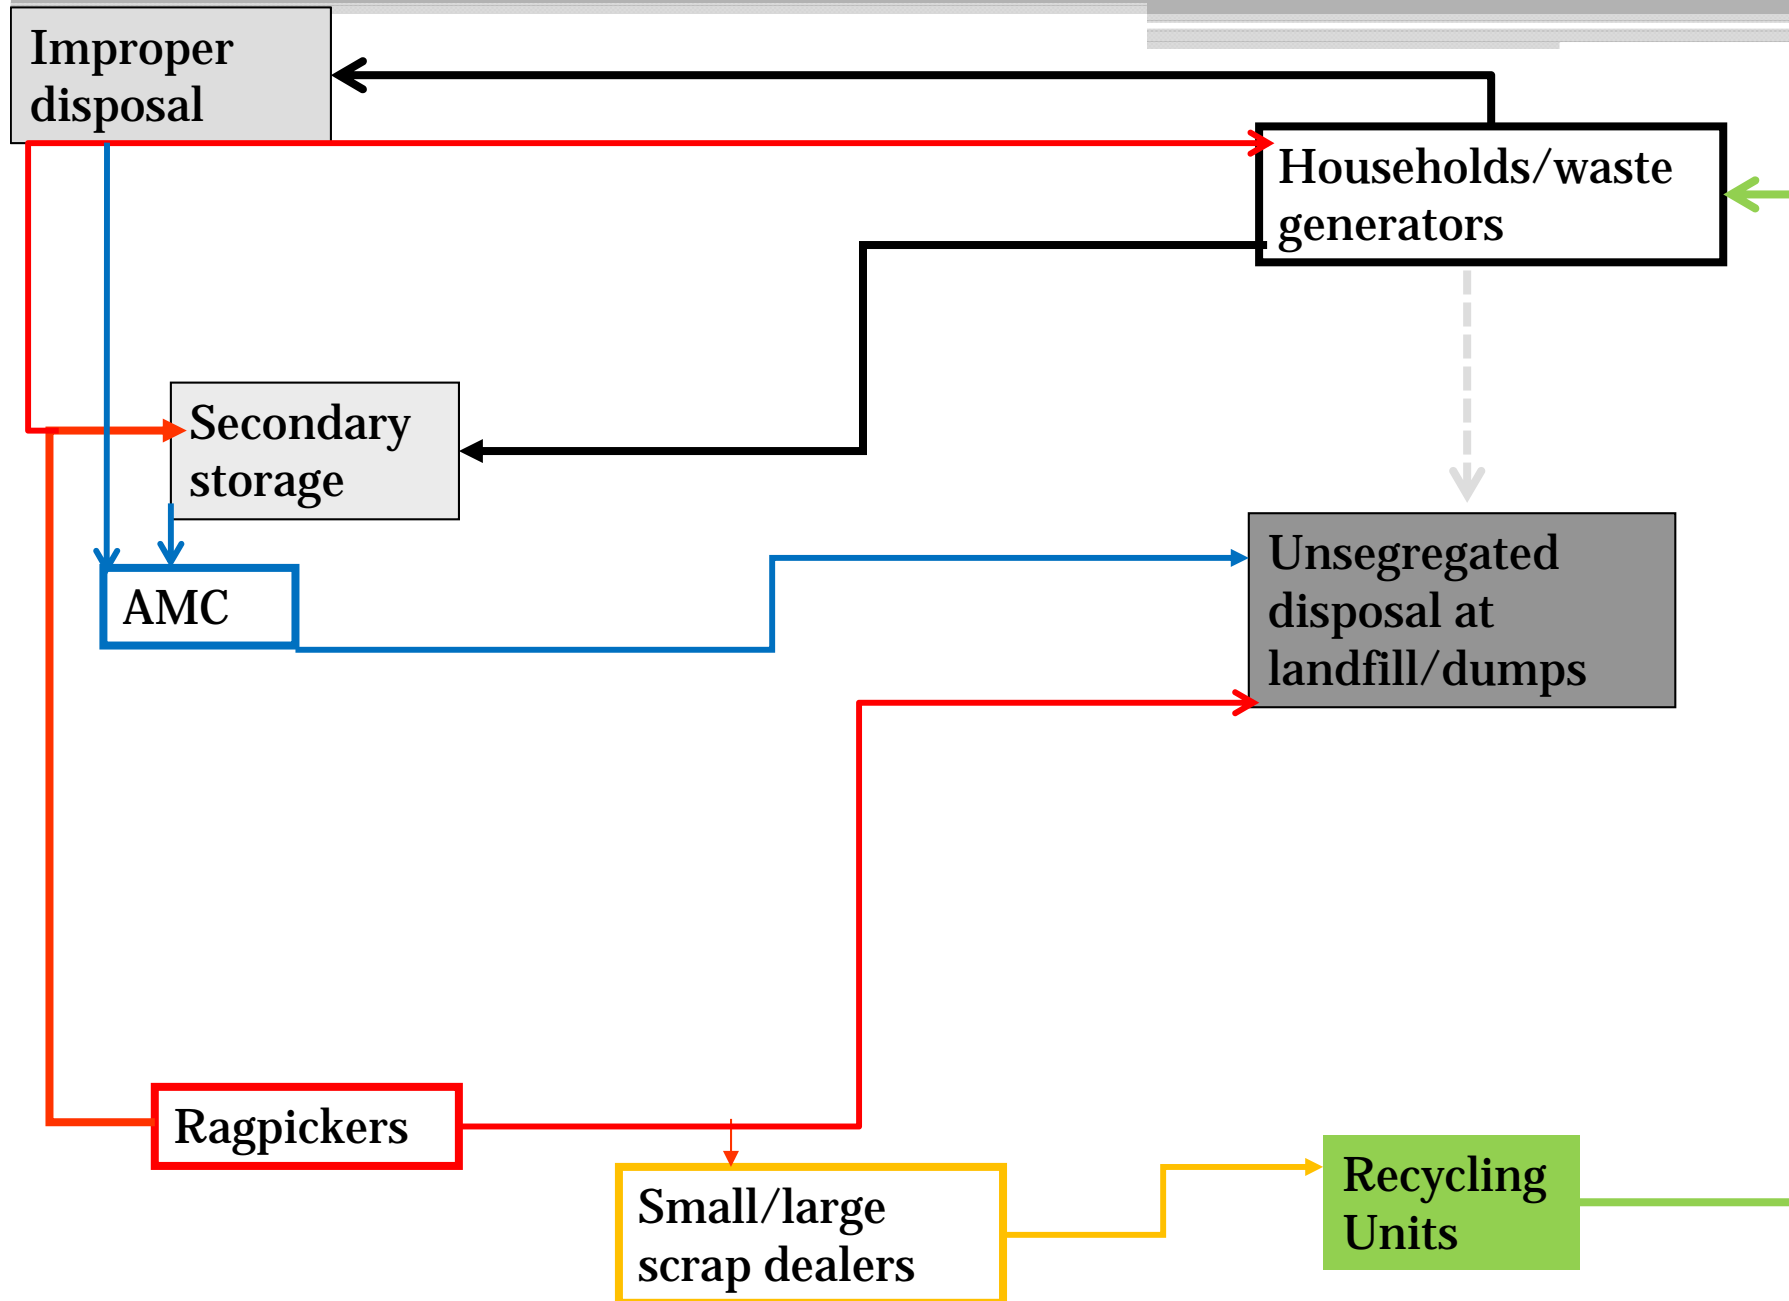 Improper
disposal
Households/waste
generators
Secondary
storage
AMC
Unsegregated
disposal at
landfill/dumps
Ragpickers
Small/large
scrap dealers
Recycling
Units